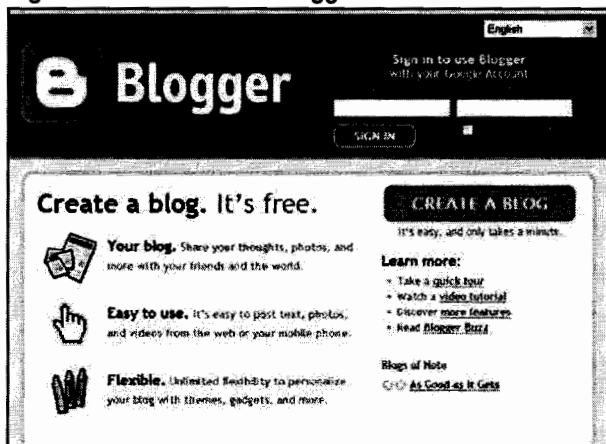 English
Sign in to use Blogger
with your Google Account
Blogger
SIGN IN
Create a blog. It's free.
Your blog. Share your thoughts, photos, and
more with your friends and the world.
Easy to use. It's easy to post text, photos,
and videos from the web or your mobile phone.
Flexible. Unlimited flexibility to personalize
your blog with themes, gadgets, and more.
CREATE A BLOG
It's easy, and only takes a minute.
Learn more:
• Take a quick tour
• Watch a video tutorial
• Discover more features
• Read Blogger Buzz
Blogs of Note
As Good as It Gets